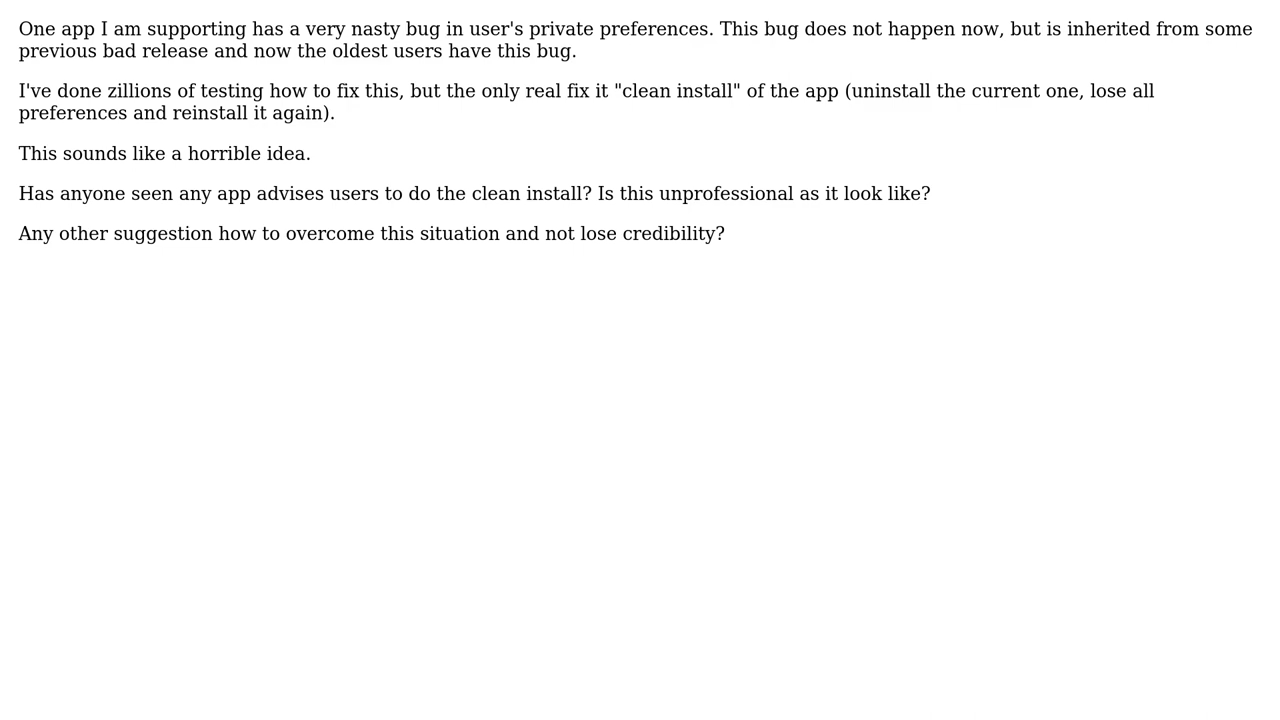 One app I am supporting has a very nasty bug in user's private preferences. This bug does not happen now, but is inherited from some
previous bad release and now the oldest users have this bug.
I've done zillions of testing how to fix this, but the only real fix it "clean install" of the app (uninstall the current one, lose all
preferences and reinstall it again).
This sounds like a horrible idea.
Has anyone seen any app advises users to do the clean install? Is this unprofessional as it look like?
Any other suggestion how to overcome this situation and not lose credibility?